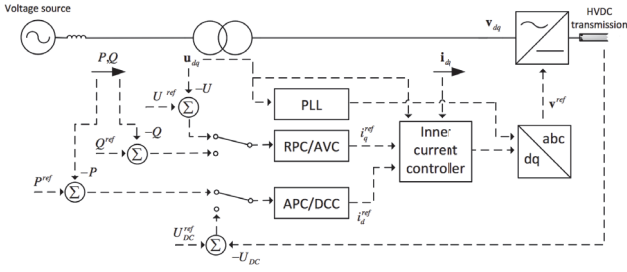 Voltage source
HVDC
transmission
P,Q
u_dq
v_dq
i_dq
U^ref
−U
PLL
v^ref
Q^ref
−Q
RPC/AVC
i_q^ref
Inner
current
controller
abc
dq
P^ref
−P
APC/DCC
i_d^ref
U_DC^ref
−U_DC
Σ
Σ
Σ
Σ